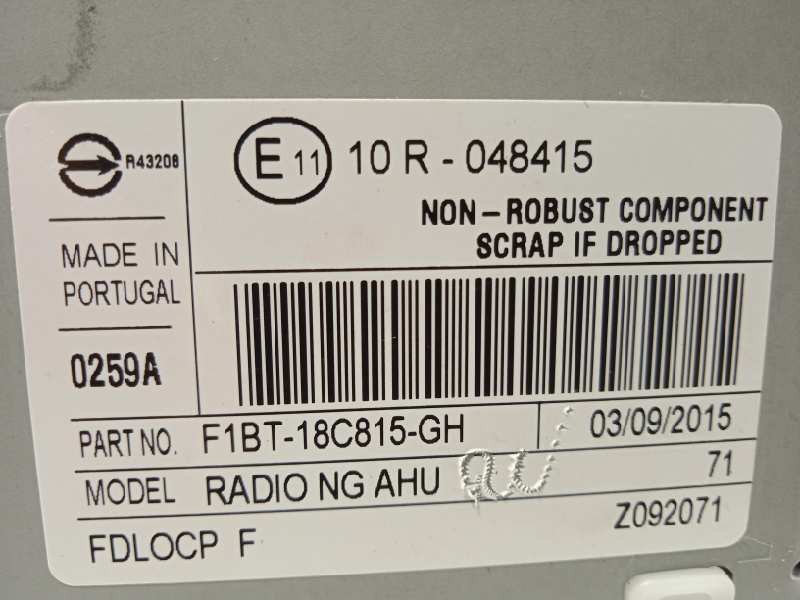 R43208
E 11 10 R - 048415
NON-ROBUST COMPONENT
SCRAP IF DROPPED
MADE IN
PORTUGAL
0259A
PART NO. F1BT-18C815-GH 03/09/2015
MODEL RADIO NG AHU 71
FDLOCP F Z092071